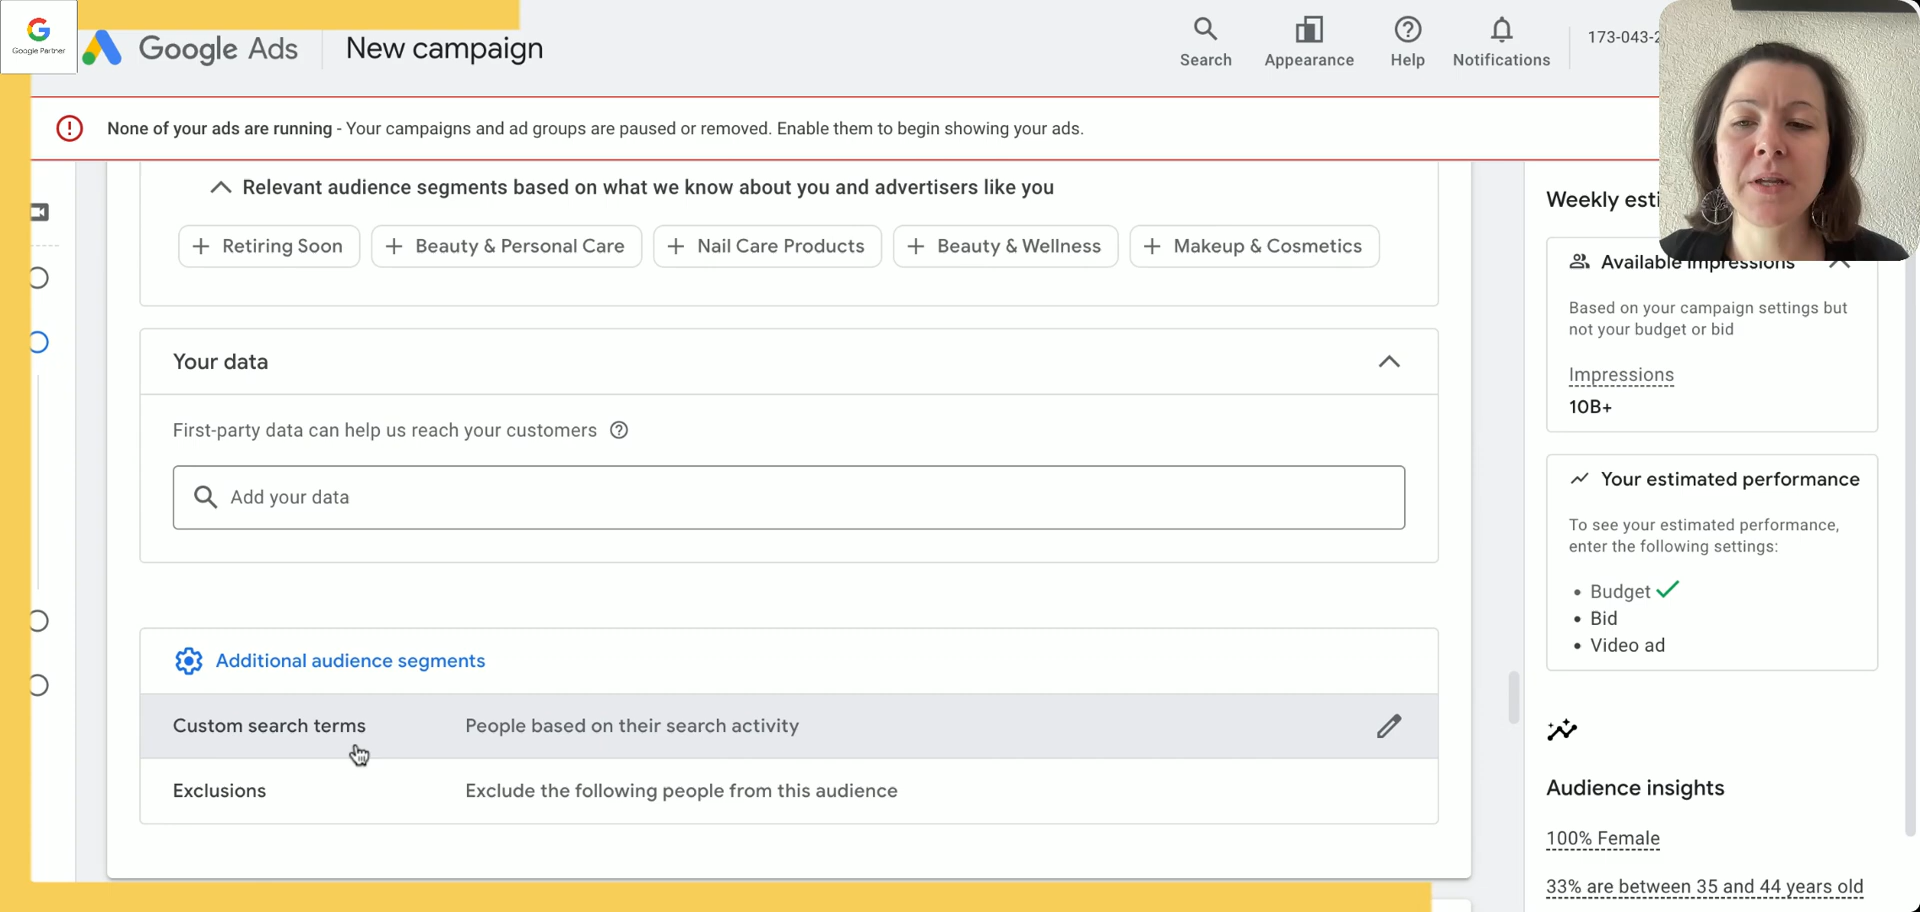 Google Partner
Google Ads
New campaign
Search
Appearance
Help
Notifications
173-043-2
None of your ads are running - Your campaigns and ad groups are paused or removed. Enable them to begin showing your ads.
Relevant audience segments based on what we know about you and advertisers like you
+ Retiring Soon
+ Beauty & Personal Care
+ Nail Care Products
+ Beauty & Wellness
+ Makeup & Cosmetics
Your data
First-party data can help us reach your customers
Add your data
Additional audience segments
Custom search terms
People based on their search activity
Exclusions
Exclude the following people from this audience
Weekly esti
Available impressions
Based on your campaign settings but
not your budget or bid
Impressions
10B+
Your estimated performance
To see your estimated performance,
enter the following settings:
• Budget
• Bid
• Video ad
Audience insights
100% Female
33% are between 35 and 44 years old